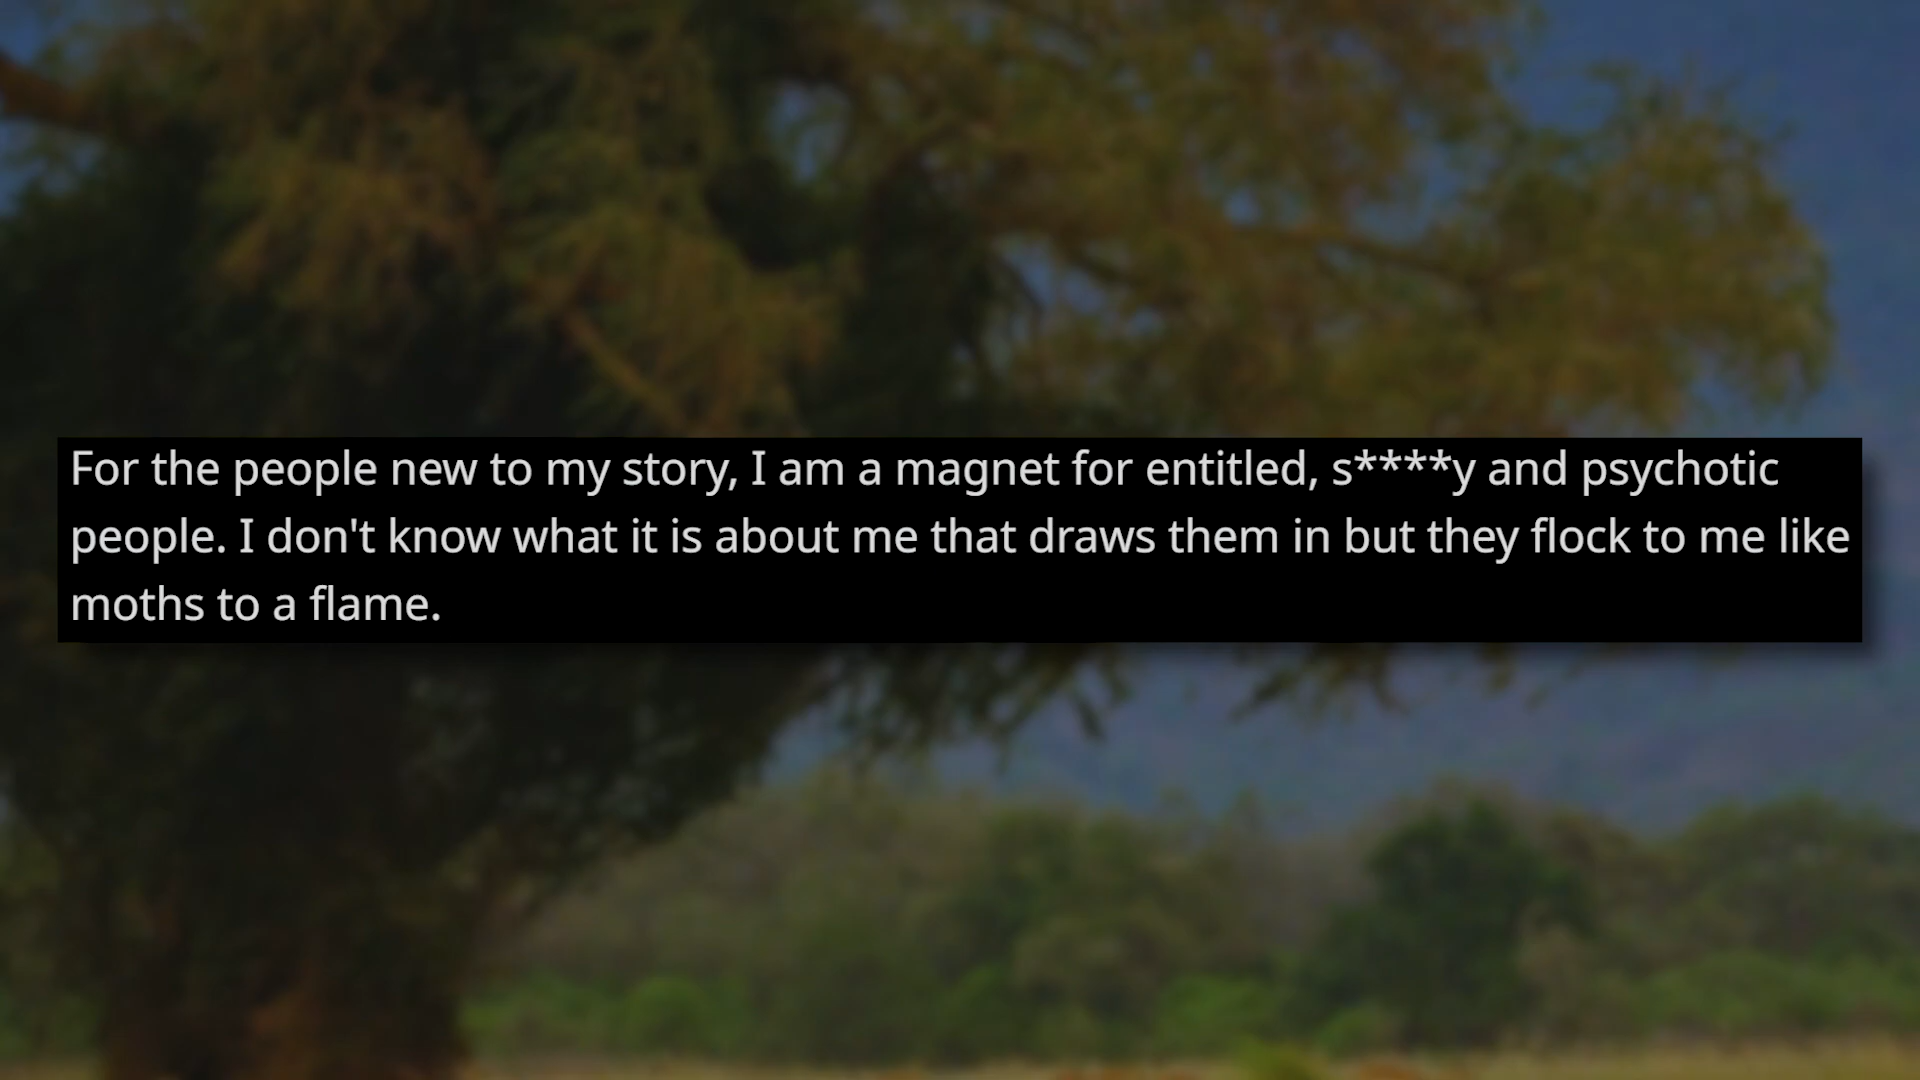 For the people new to my story, I am a magnet for entitled, s****y and psychotic
people. I don't know what it is about me that draws them in but they flock to me like
moths to a flame.